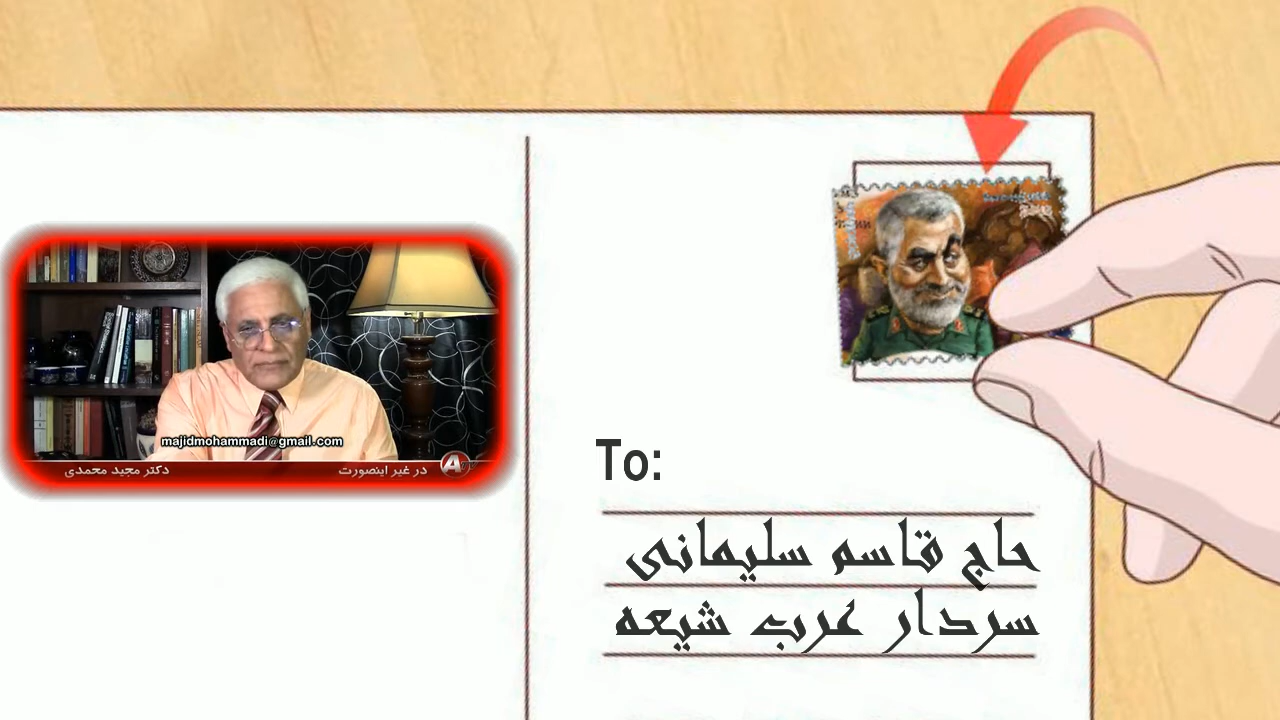 majidmohammadi@gmail.com
دکتر مجید محمدی
در غیر اینصورت
To:
حاج قاسم سلیمانی
سردار عرب شیعه